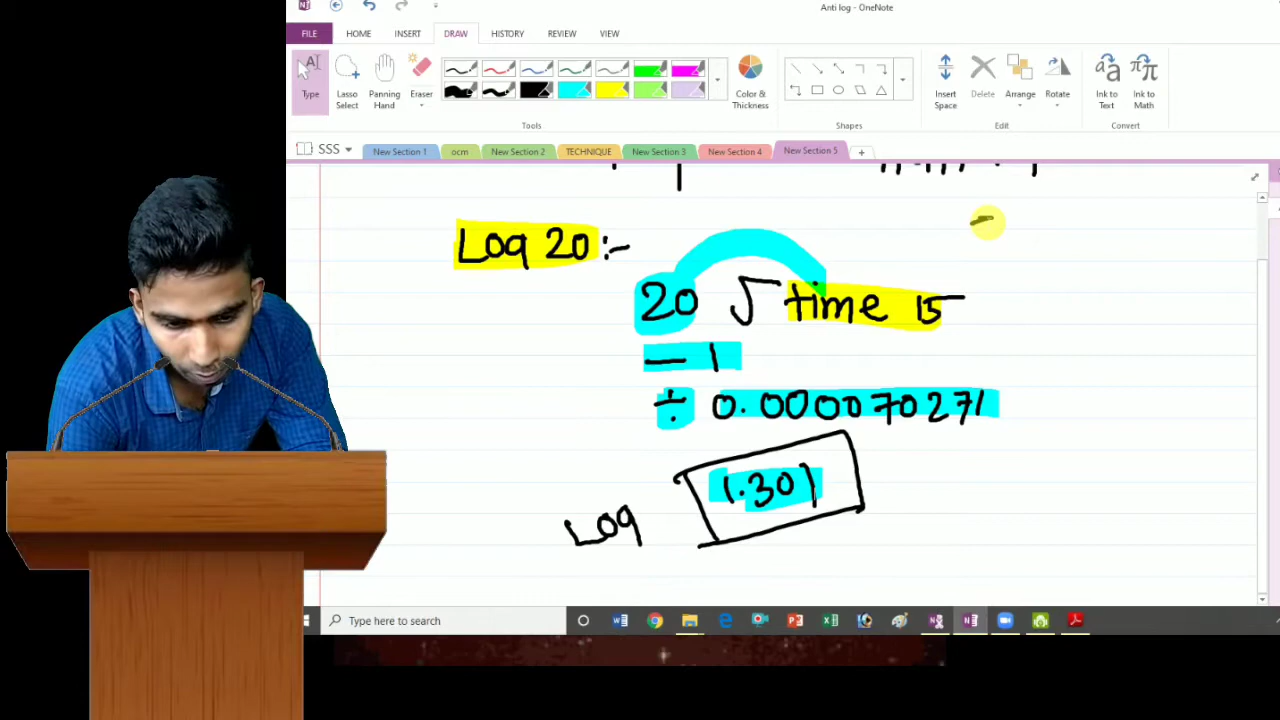 Anti log - OneNote
FILE HOME INSERT DRAW HISTORY REVIEW VIEW
Type Lasso Select Panning Hand Eraser Color & Thickness Insert Space Delete Arrange Rotate Ink to Text Ink to Math
Tools Shapes Edit Convert
SSS New Section 1 ocm New Section 2 TECHNIQUE New Section 3 New Section 4 New Section 5
Log 20 :-
20 √ time 15
— 1
÷ 0.000070271
1.301
Log
Type here to search